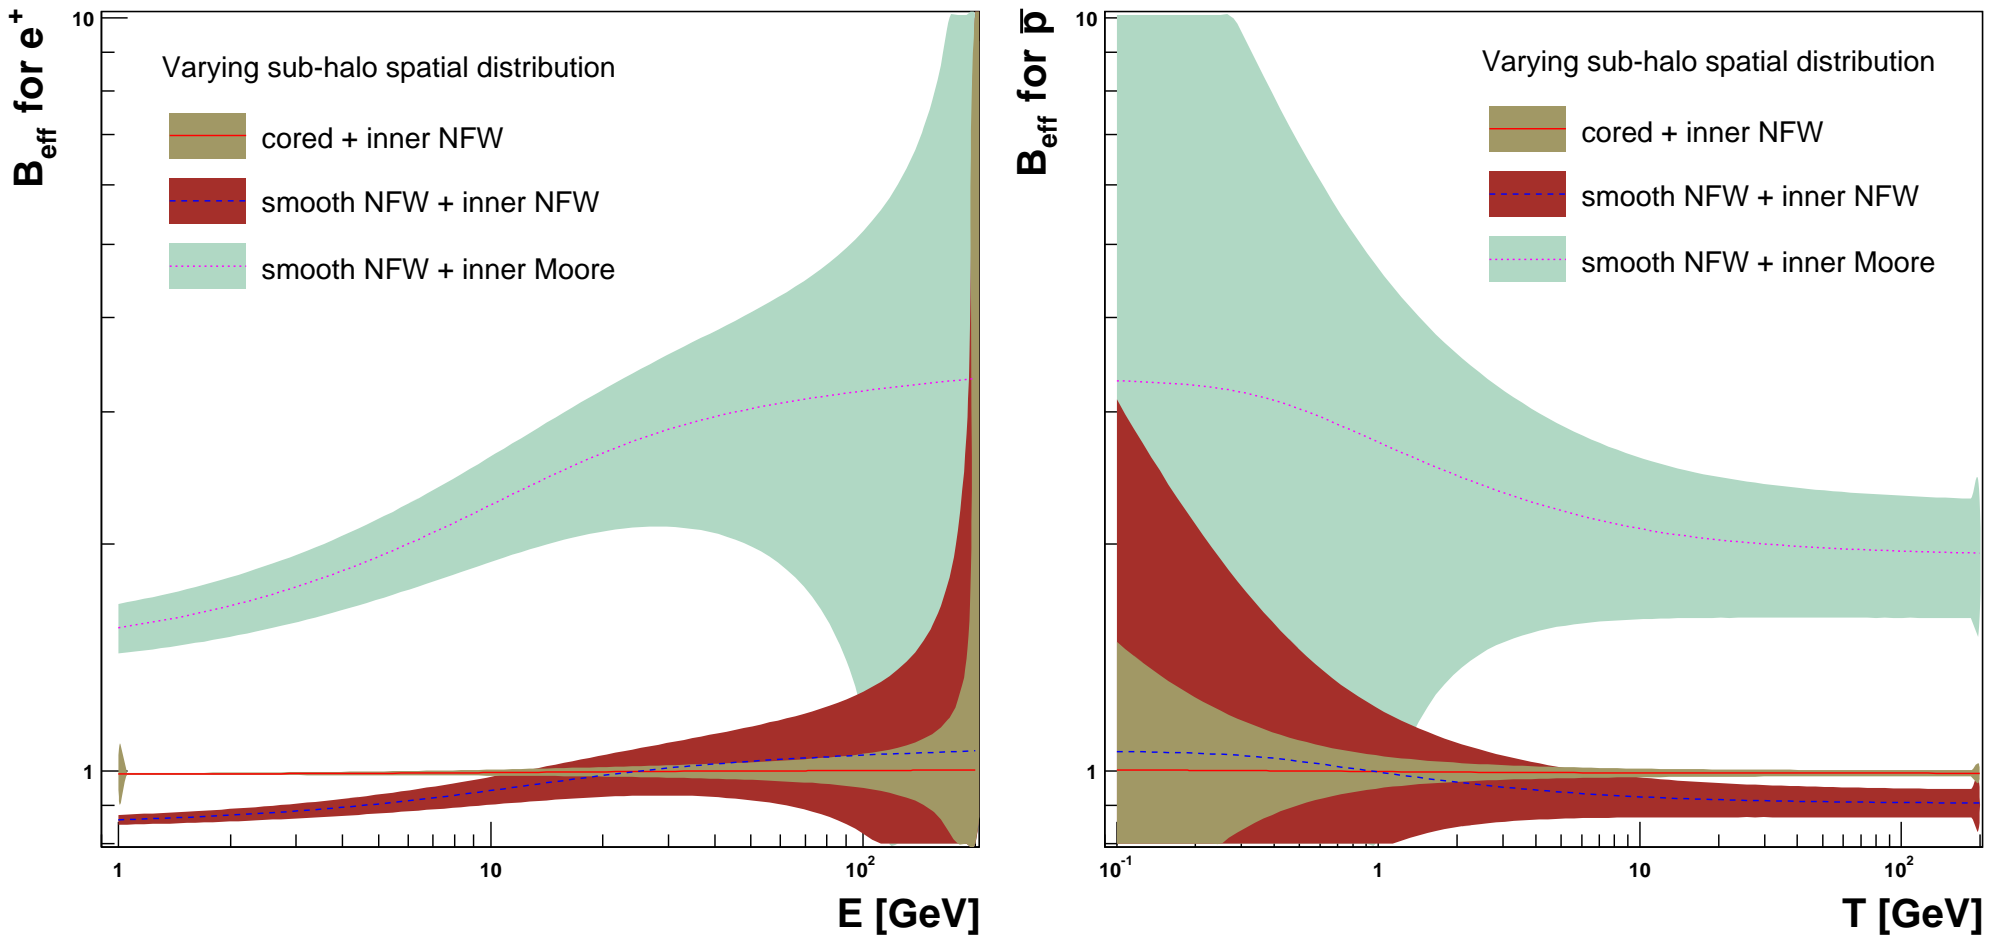 B_eff for e^+
10
1
Varying sub-halo spatial distribution
cored + inner NFW
smooth NFW + inner NFW
smooth NFW + inner Moore
1 10 10^2
E [GeV]
B_eff for p̅
10
1
Varying sub-halo spatial distribution
cored + inner NFW
smooth NFW + inner NFW
smooth NFW + inner Moore
10^-1 1 10 10^2
T [GeV]